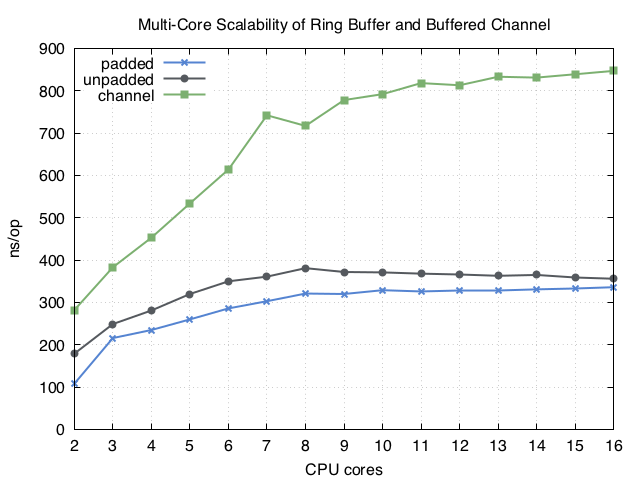 Multi-Core Scalability of Ring Buffer and Buffered Channel
900
800
700
600
500
400
300
200
100
0
ns/op
padded
unpadded
channel
2 3 4 5 6 7 8 9 10 11 12 13 14 15 16
CPU cores